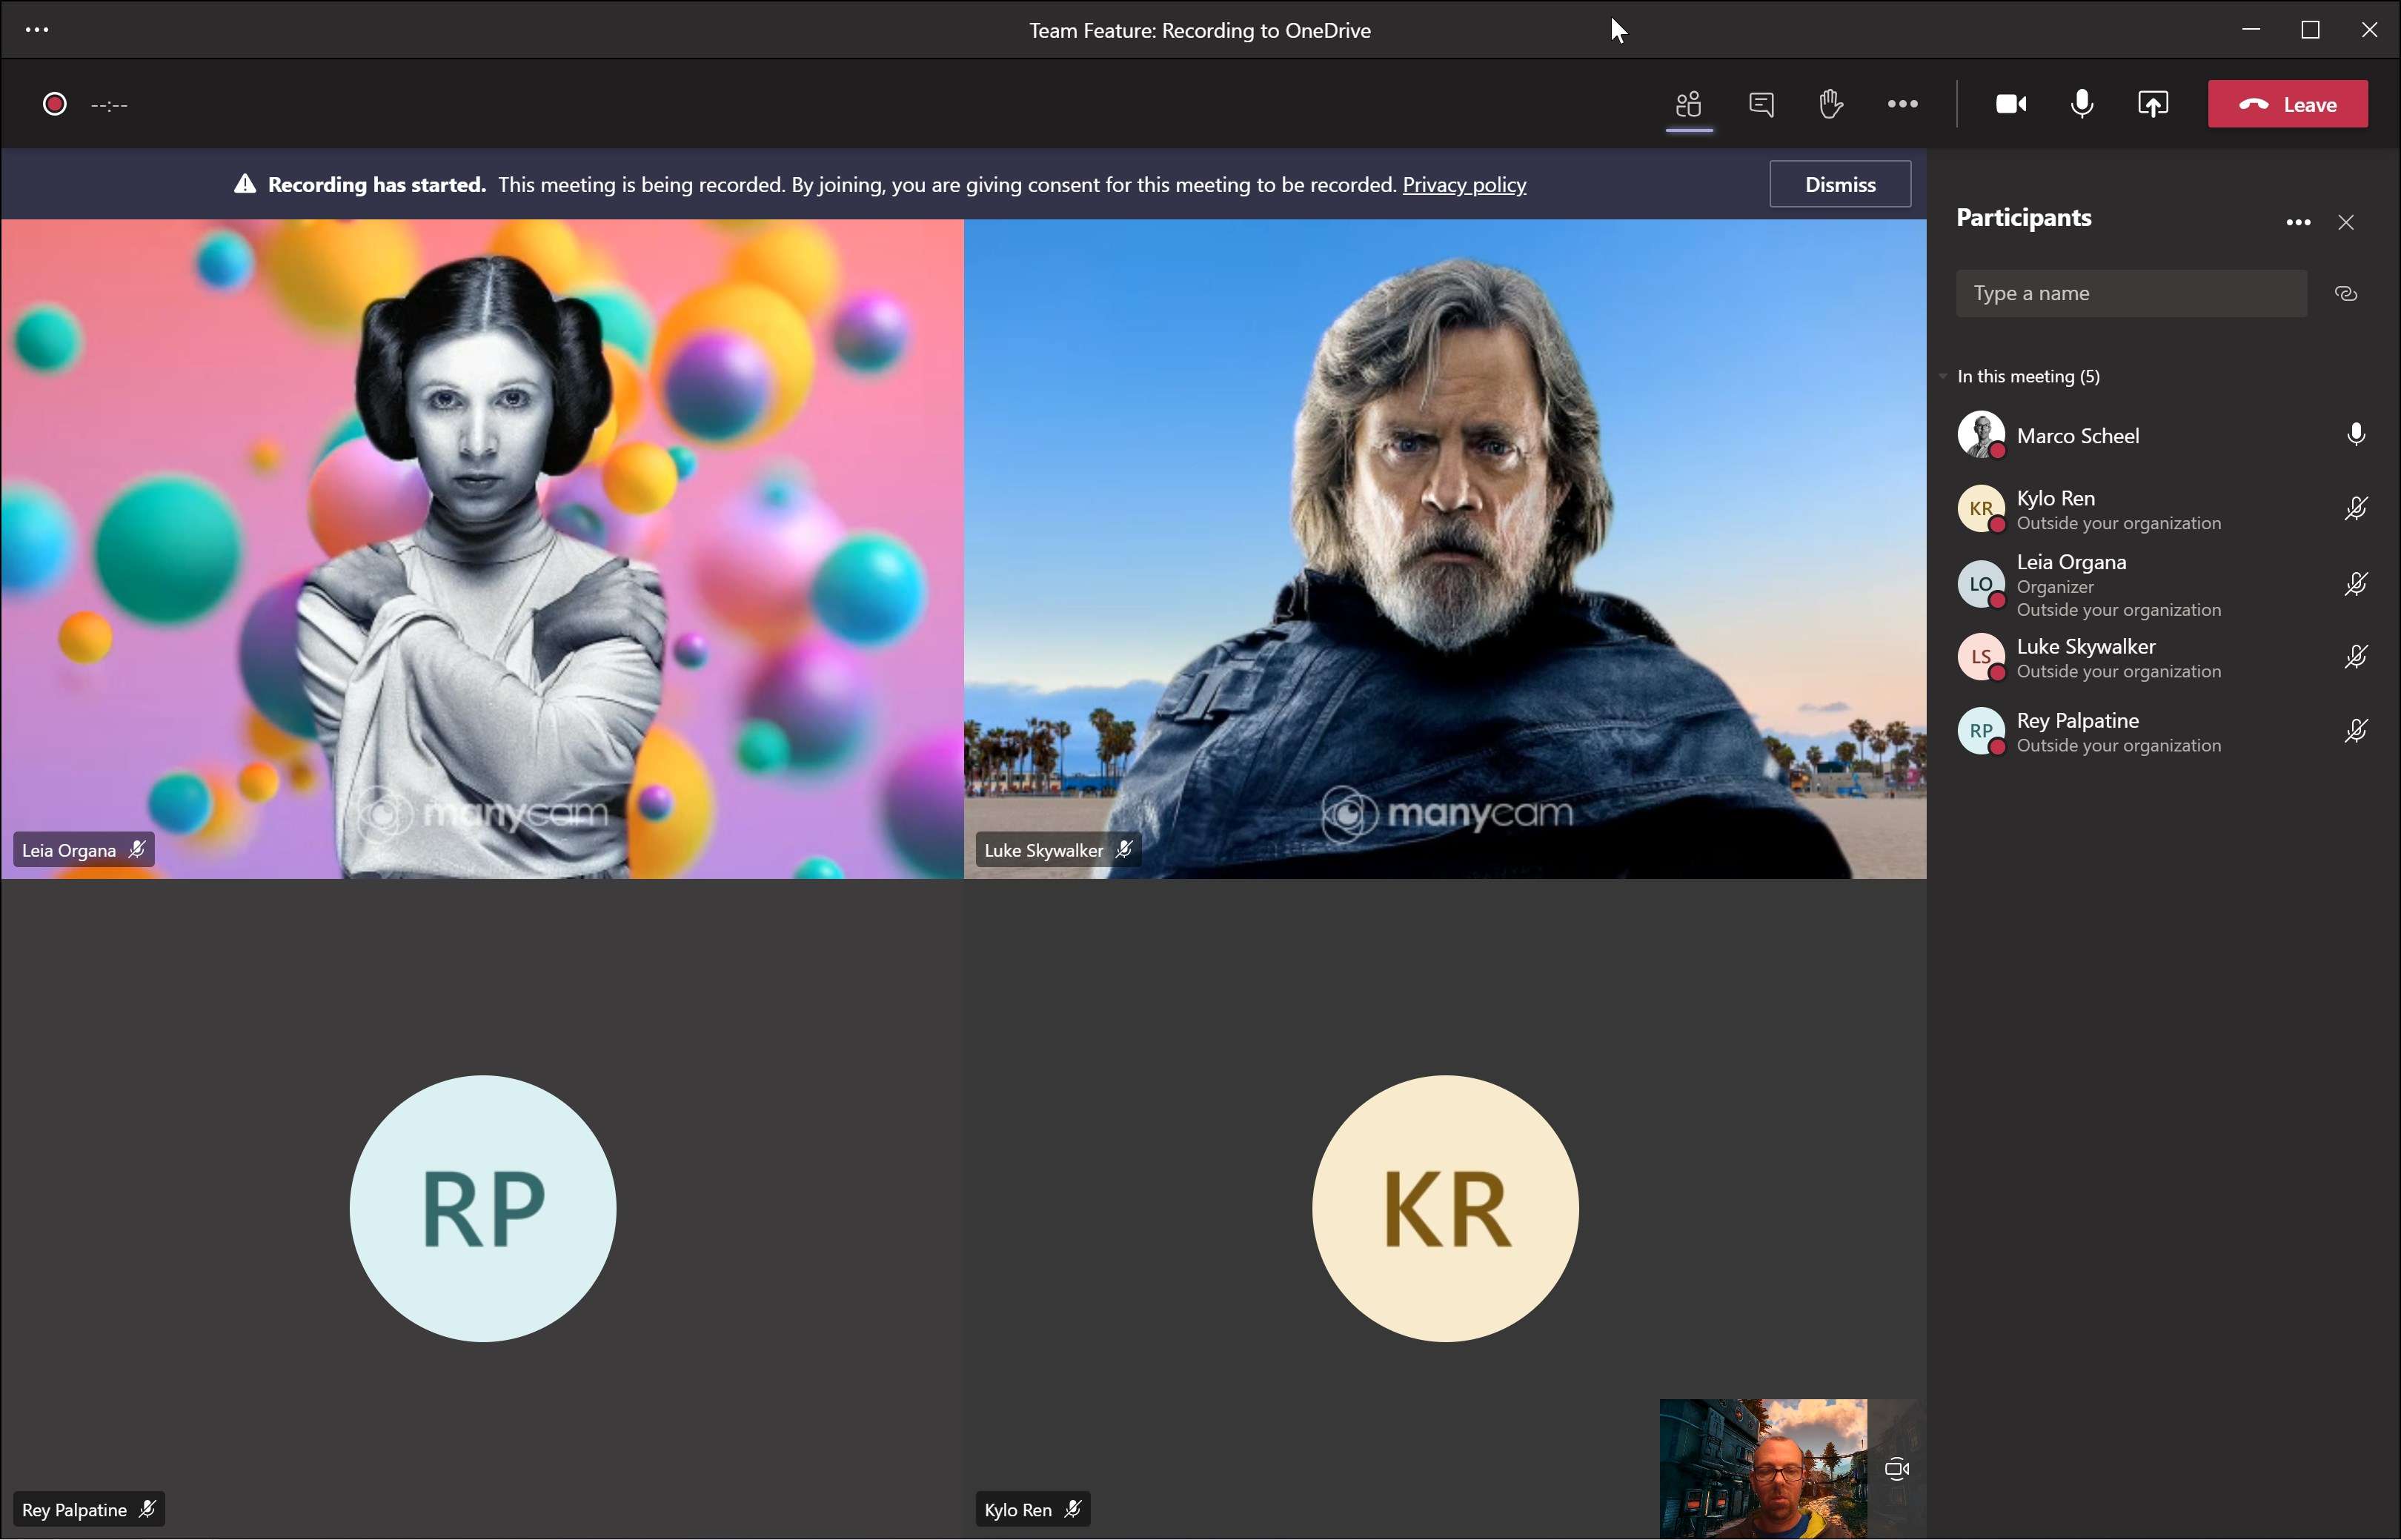 Team Feature: Recording to OneDrive
--:--
Leave
Recording has started. This meeting is being recorded. By joining, you are giving consent for this meeting to be recorded. Privacy policy
Dismiss
Participants
Type a name
In this meeting (5)
Marco Scheel
KR
Kylo Ren
Outside your organization
LO
Leia Organa
Organizer
Outside your organization
LS
Luke Skywalker
Outside your organization
RP
Rey Palpatine
Outside your organization
manycam
Leia Organa
manycam
Luke Skywalker
RP
KR
Rey Palpatine
Kylo Ren